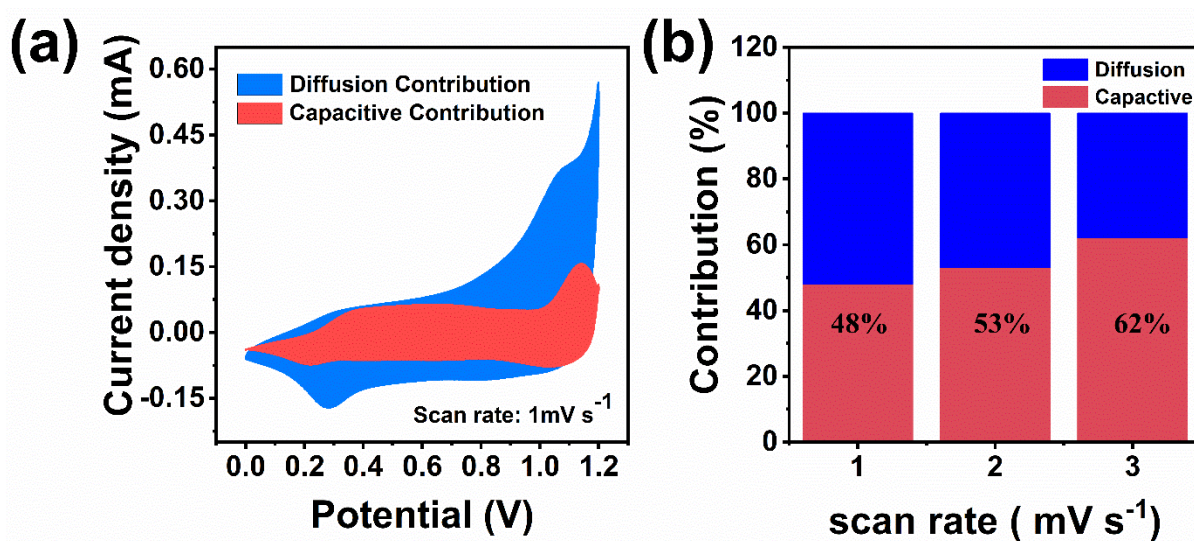 (a)
Current density (mA)
0.60
0.45
0.30
0.15
0.00
-0.15
Diffusion Contribution
Capacitive Contribution
Scan rate: 1mV s-1
0.0 0.2 0.4 0.6 0.8 1.0 1.2
Potential (V)
(b)
Contribution (%)
120
100
80
60
40
20
0
Diffusion
Capactive
48% 53% 62%
1 2 3
scan rate ( mV s-1)